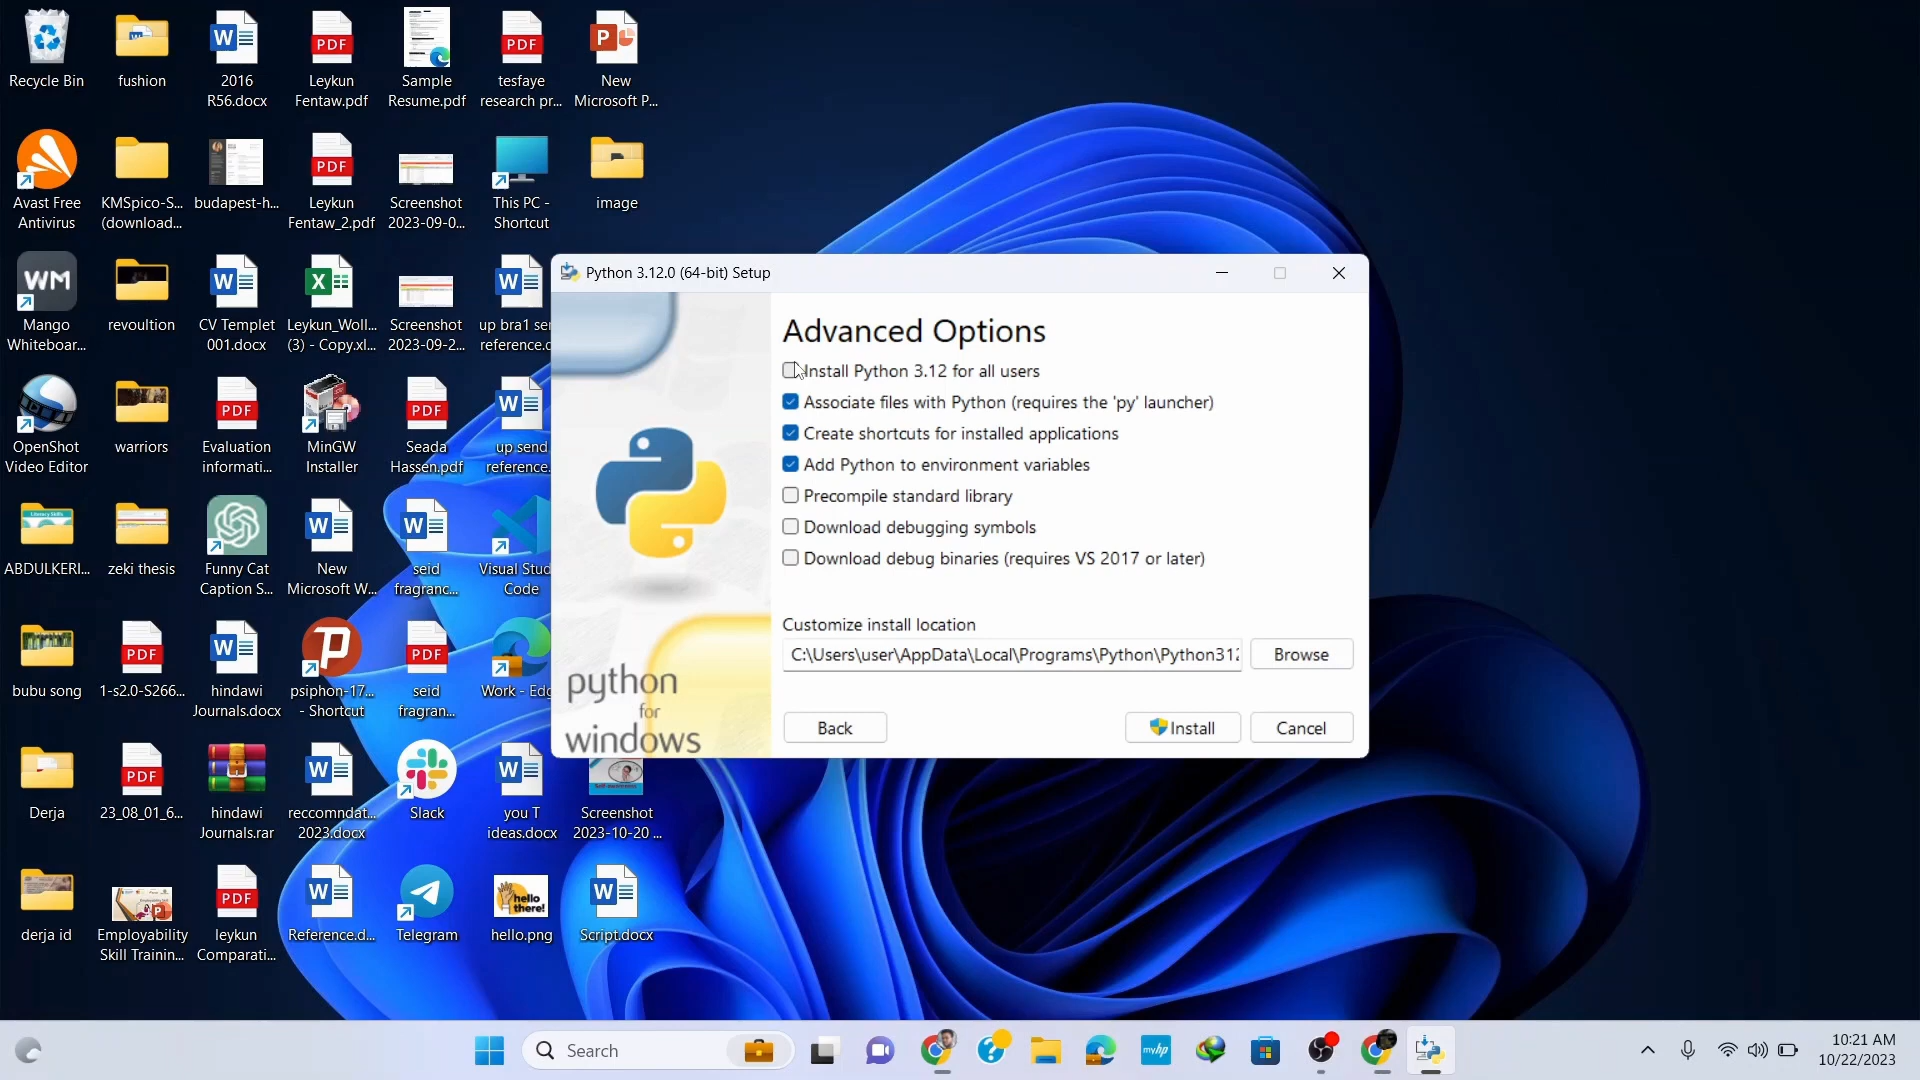 Recycle Bin
fushion
2016
R56.docx
Leykun
Fentaw.pdf
Sample
Resume.pdf
tesfaye
research pr...
New
Microsoft P...
Avast Free
Antivirus
KMSpico-S...
(download...
budapest-h...
Leykun
Fentaw_2.pdf
Screenshot
2023-09-0...
This PC -
Shortcut
image
Mango
Whiteboar...
revoultion
CV Templet
001.docx
Leykun_Woll...
(3) - Copy.xl...
Screenshot
2023-09-2...
up bra1 ser
reference.c
OpenShot
Video Editor
warriors
Evaluation
informati...
MinGW
Installer
Seada
Hassen.pdf
up send
reference.
ABDULKERI...
zeki thesis
Funny Cat
Caption S...
New
Microsoft W...
seid
fragranc...
Visual Stud
Code
bubu song
1-s2.0-S266...
hindawi
Journals.docx
psiphon-17...
- Shortcut
seid
fragran...
Work - Edg
Derja
23_08_01_6...
hindawi
Journals.rar
reccomndat...
2023.docx
Slack
you T
ideas.docx
Screenshot
2023-10-20 ...
derja id
Employability
Skill Trainin...
leykun
Comparati...
Reference.d...
Telegram
hello there!
hello.png
Script.docx
Python 3.12.0 (64-bit) Setup
Advanced Options
Install Python 3.12 for all users
Associate files with Python (requires the 'py' launcher)
Create shortcuts for installed applications
Add Python to environment variables
Precompile standard library
Download debugging symbols
Download debug binaries (requires VS 2017 or later)
Customize install location
C:\Users\user\AppData\Local\Programs\Python\Python312
Browse
Back
Install
Cancel
python
for
windows
Search
myhp
10:21 AM
10/22/2023